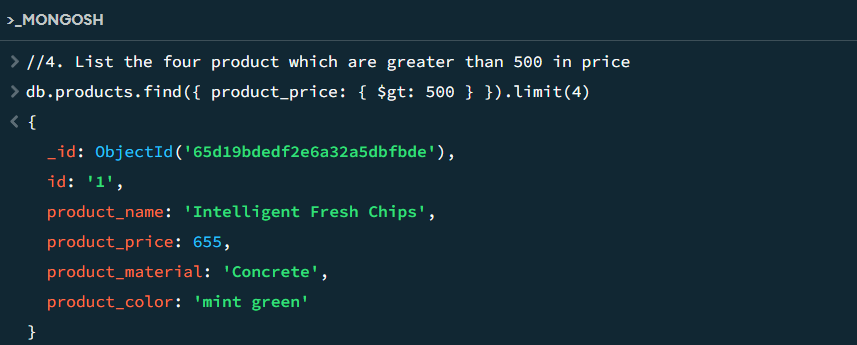 >_MONGOSH
> //4. List the four product which are greater than 500 in price
> db.products.find({ product_price: { $gt: 500 } }).limit(4)
< {
_id: ObjectId('65d19bdedf2e6a32a5dbfbde'),
id: '1',
product_name: 'Intelligent Fresh Chips',
product_price: 655,
product_material: 'Concrete',
product_color: 'mint green'
}